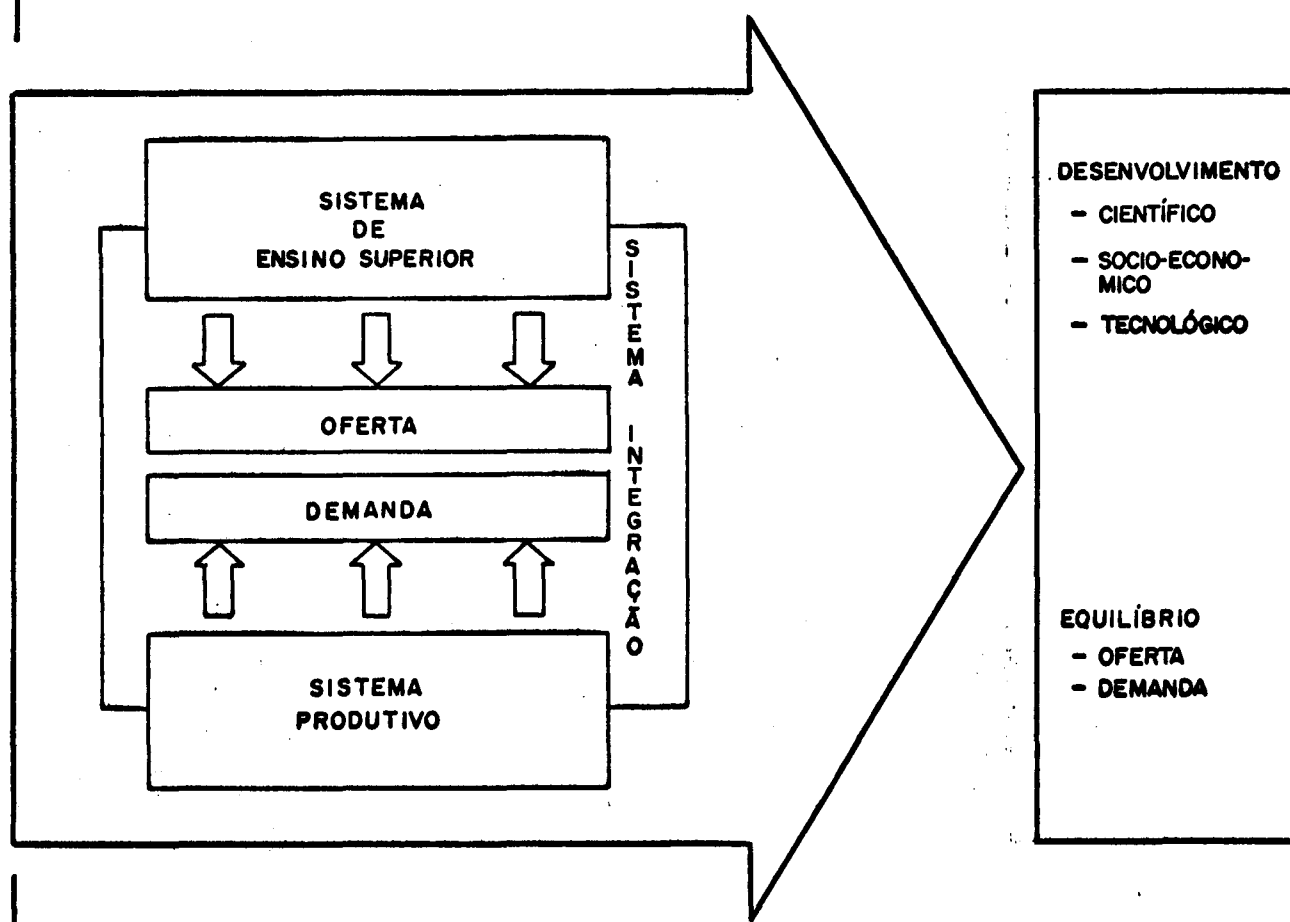 SISTEMA
DE
ENSINO SUPERIOR
OFERTA
DEMANDA
SISTEMA
PRODUTIVO
SISTEMA INTEGRAÇÃO
DESENVOLVIMENTO
- CIENTÍFICO
- SOCIO-ECONO-
MICO
- TECNOLÓGICO
EQUILÍBRIO
- OFERTA
- DEMANDA